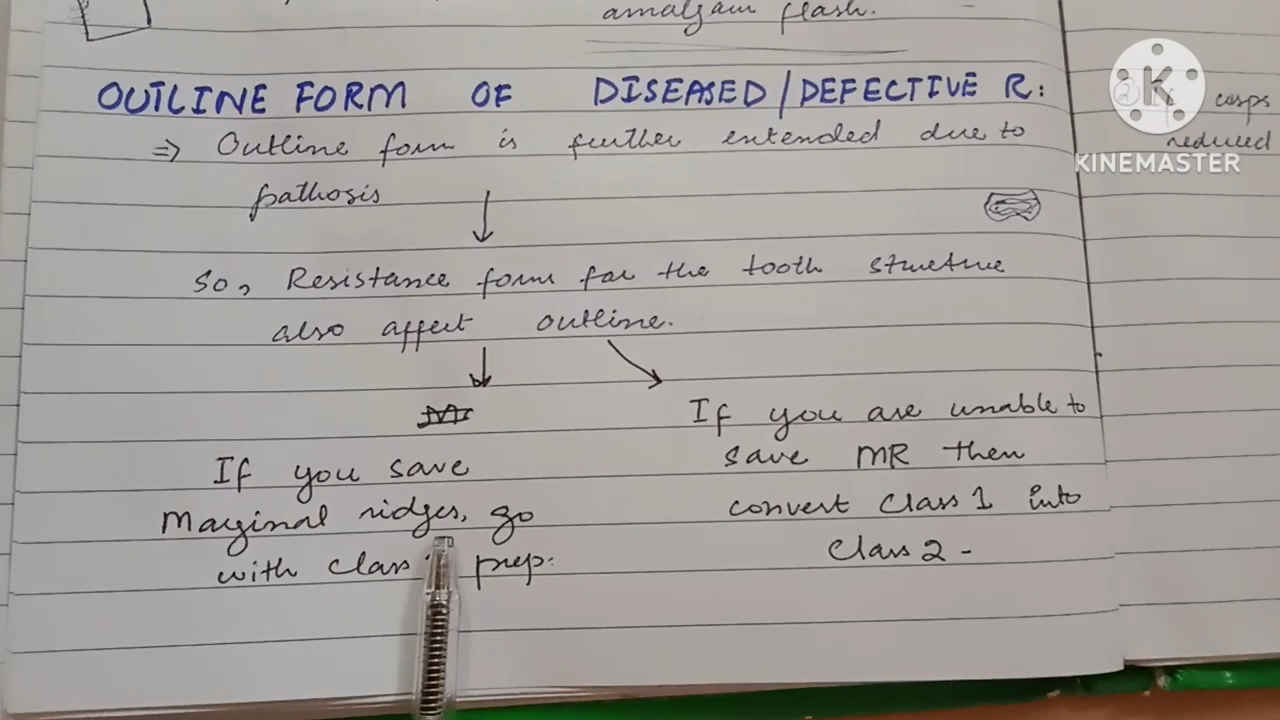 amalgam flash.
OUTLINE FORM OF DISEASED/DEFECTIVE R:
⇒ Outline form is further extended due to
pathosis
So, Resistance form for the tooth structure
also affect outline.
If you save
Marginal ridges, go
with class prep.
If you are unable to
save MR then
convert Class 1 into
Class 2 -
cusps
reduced
K
KINEMASTER